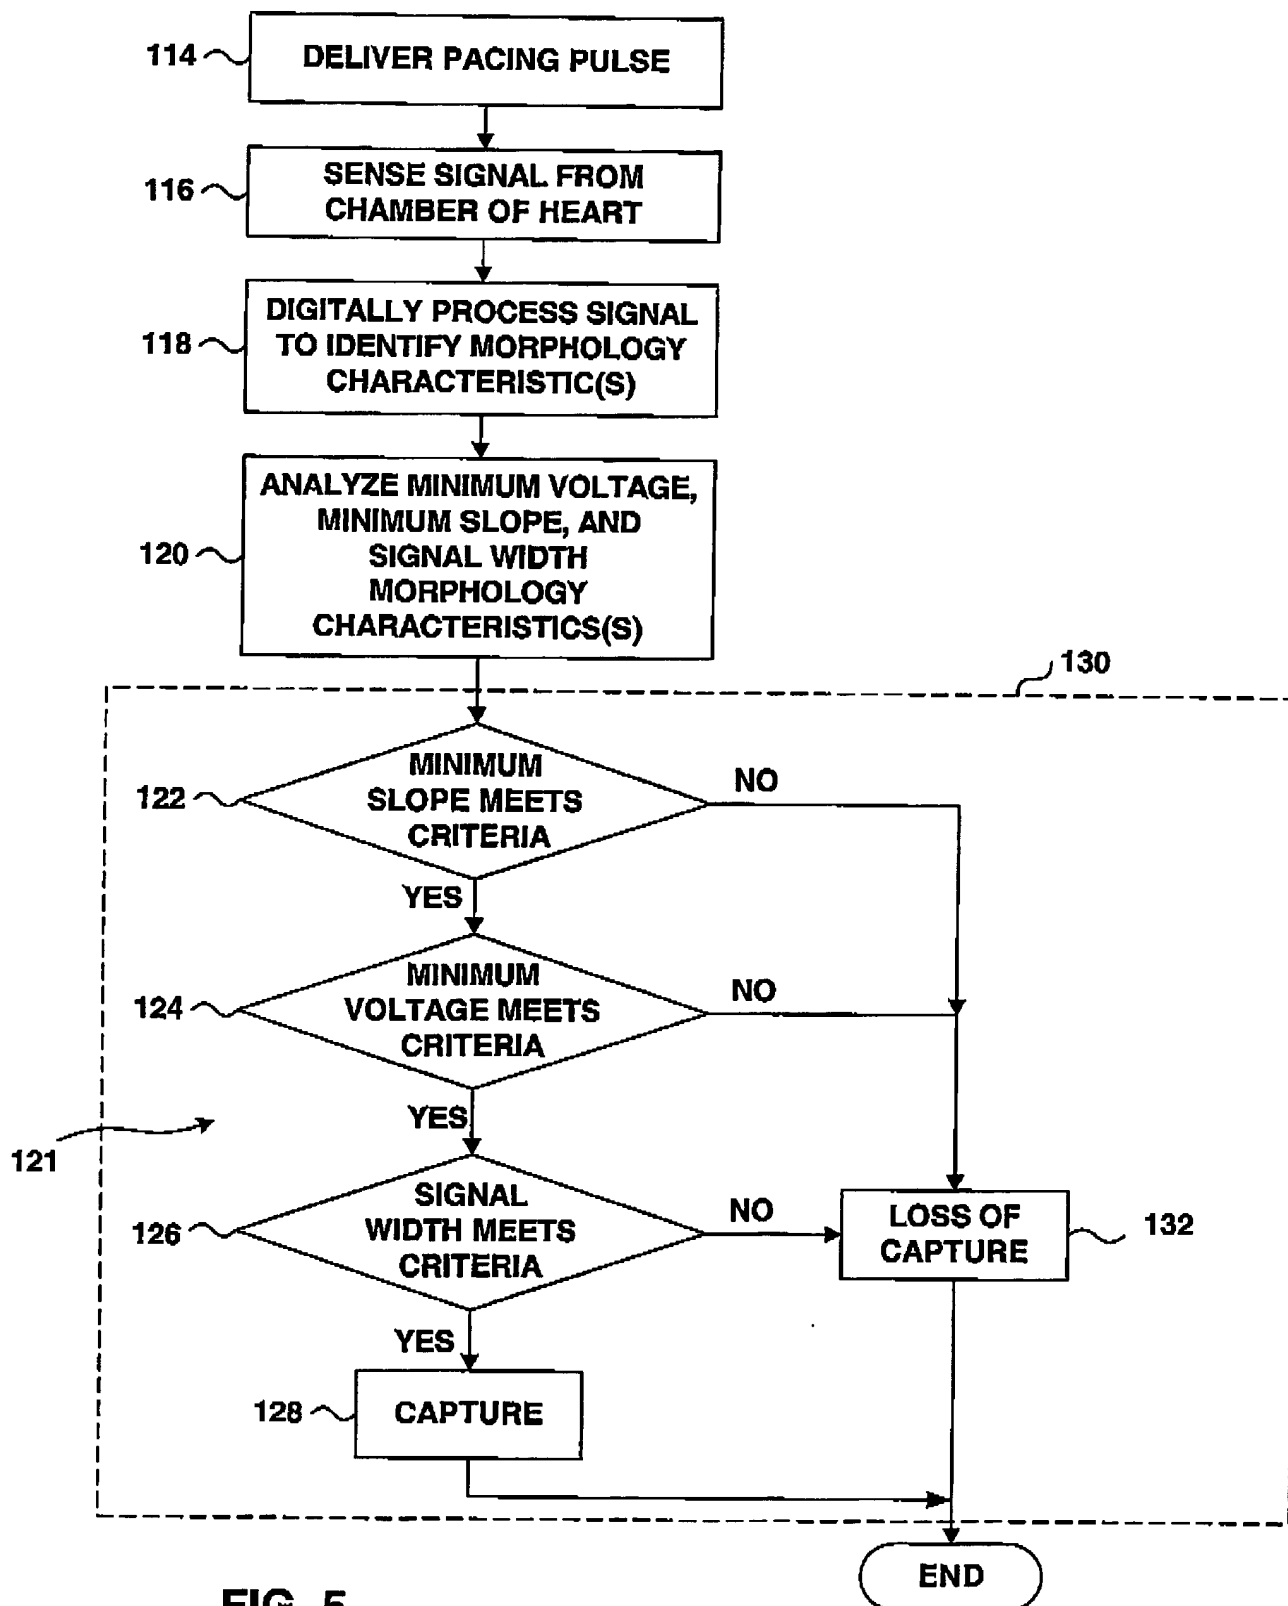 114
DELIVER PACING PULSE
116
SENSE SIGNAL FROM
CHAMBER OF HEART
118
DIGITALLY PROCESS SIGNAL
TO IDENTIFY MORPHOLOGY
CHARACTERISTIC(S)
120
ANALYZE MINIMUM VOLTAGE,
MINIMUM SLOPE, AND
SIGNAL WIDTH
MORPHOLOGY
CHARACTERISTICS(S)
130
122
MINIMUM
SLOPE MEETS
CRITERIA
NO
YES
124
MINIMUM
VOLTAGE MEETS
CRITERIA
NO
YES
121
126
SIGNAL
WIDTH MEETS
CRITERIA
NO
LOSS OF
CAPTURE
132
YES
128
CAPTURE
END
FIG. 5